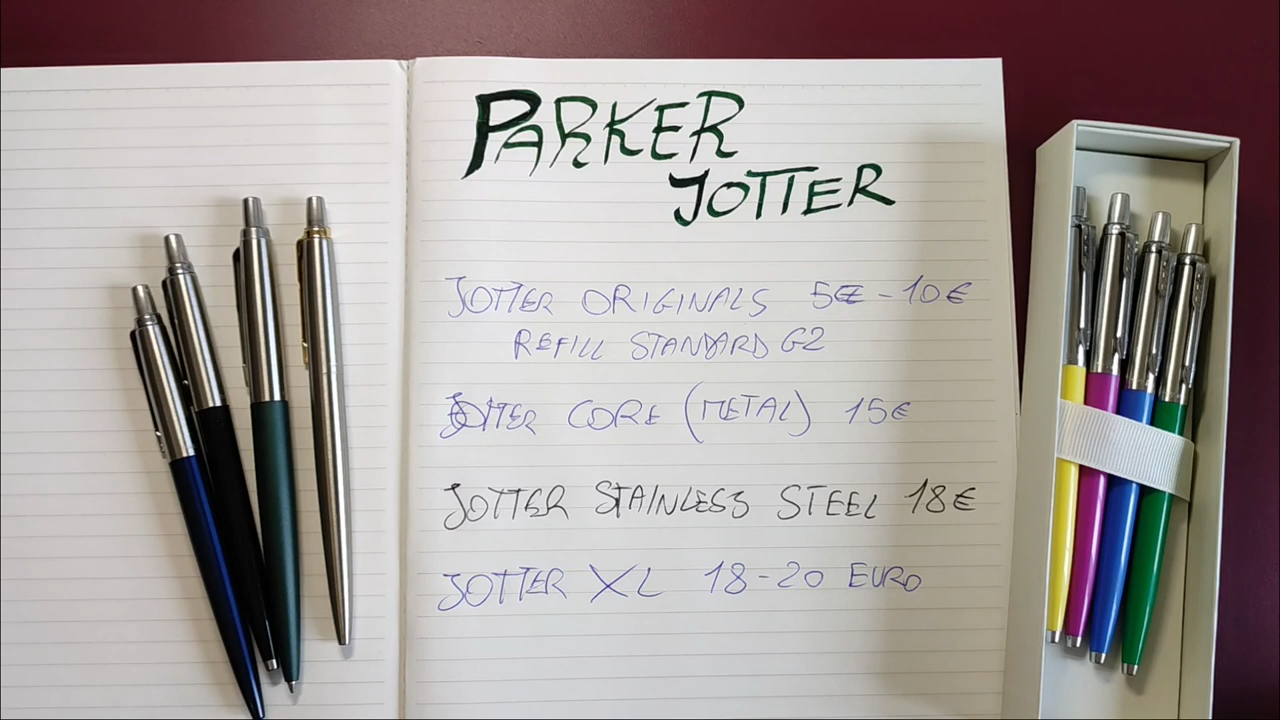 PARKER
JOTTER
JOTTER ORIGINALS 5€ - 10€
REFILL STANDARD G2
JOTTER CORE (METAL) 15€
JOTTER STAINLESS STEEL 18€
JOTTER XL 18-20 EURO